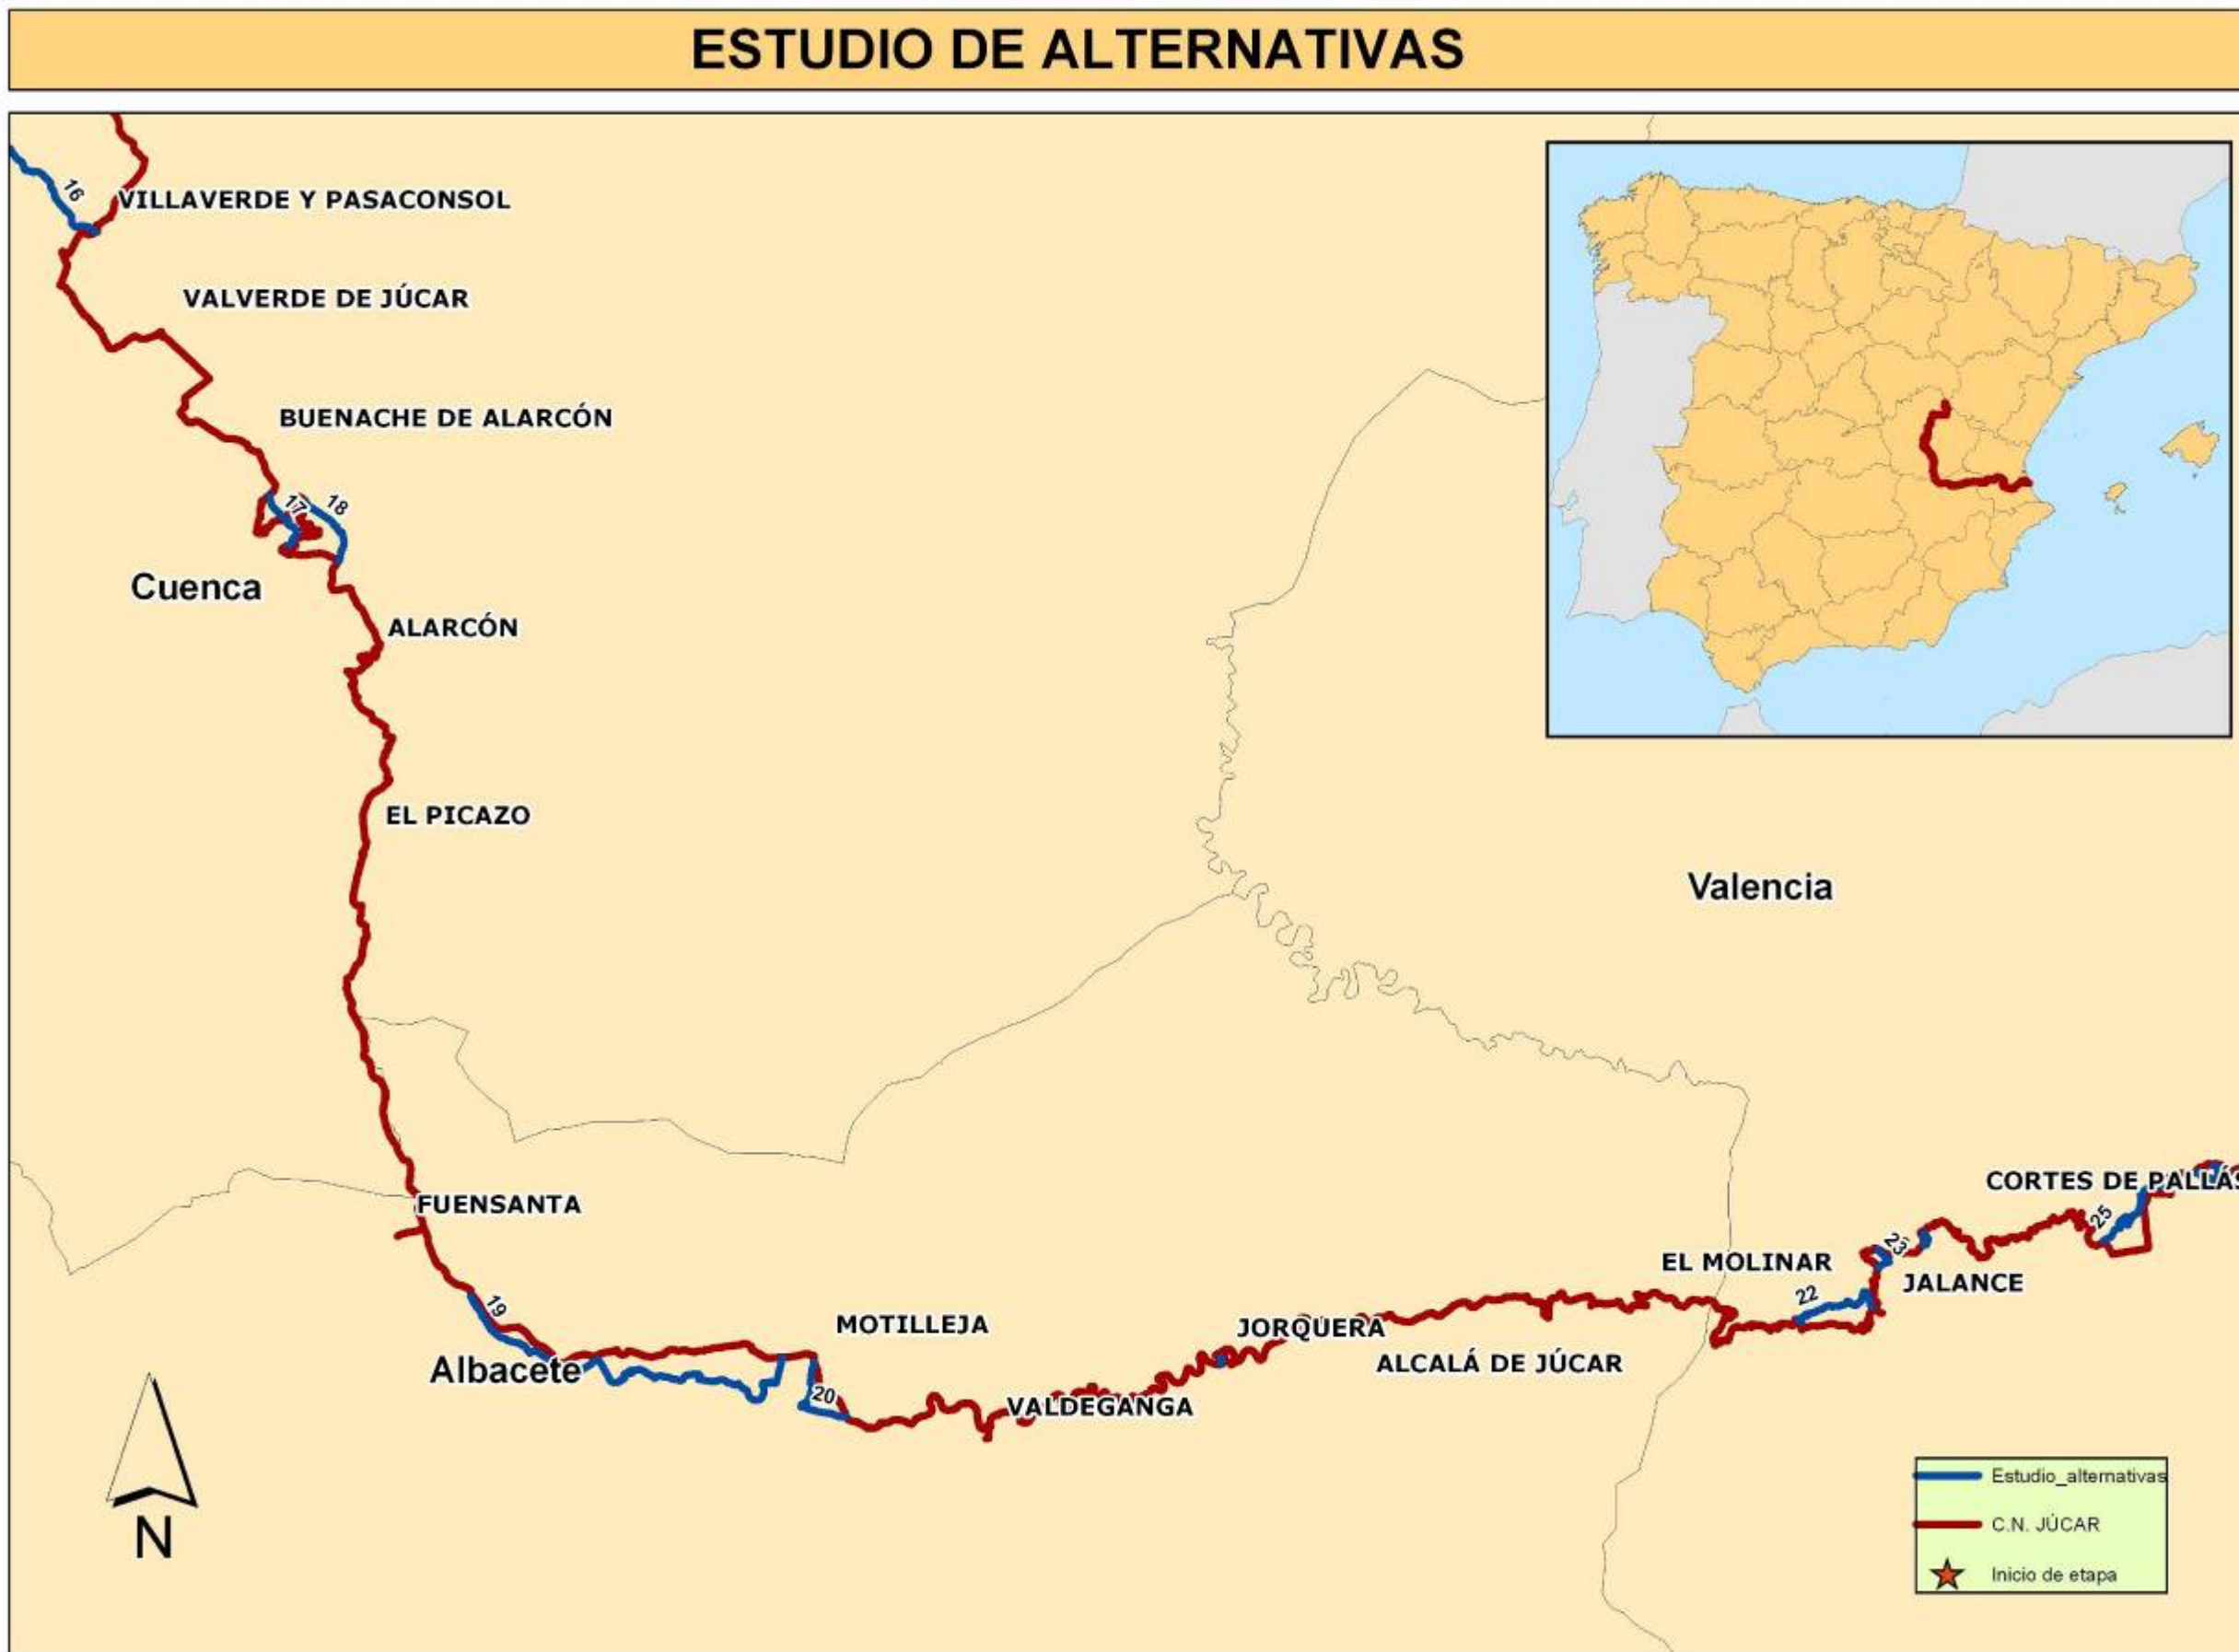 ESTUDIO DE ALTERNATIVAS
16
VILLAVERDE Y PASACONSOL
VALVERDE DE JÚCAR
BUENACHE DE ALARCÓN
17
18
Cuenca
ALARCÓN
EL PICAZO
Valencia
FUENSANTA
CORTES DE PALLÁS
25
23
EL MOLINAR
JALANCE
22
19
MOTILLEJA
JORQUERA
ALCALÁ DE JÚCAR
Albacete
20
VALDEGANGA
N
Estudio_alternativas
C.N. JÚCAR
Inicio de etapa